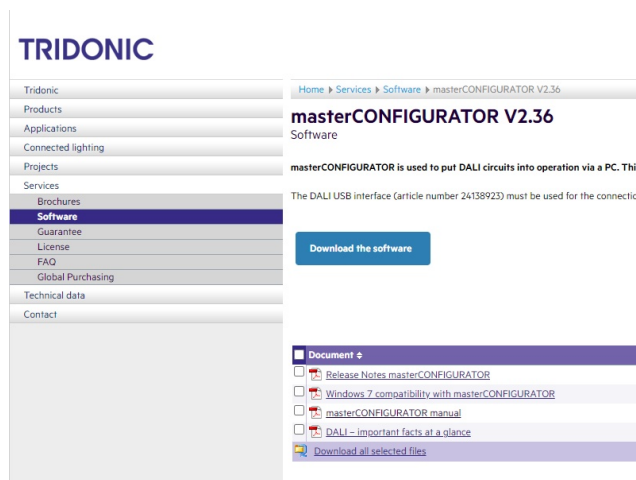 TRIDONIC
Tridonic
Products
Applications
Connected lighting
Projects
Services
Brochures
Software
Guarantee
License
FAQ
Global Purchasing
Technical data
Contact
Home Services Software masterCONFIGURATOR V2.36
masterCONFIGURATOR V2.36
Software
masterCONFIGURATOR is used to put DALI circuits into operation via a PC. Thi
The DALI USB interface (article number 24138923) must be used for the connectio
Download the software
Document
Release Notes masterCONFIGURATOR
Windows 7 compatibility with masterCONFIGURATOR
masterCONFIGURATOR manual
DALI – important facts at a glance
Download all selected files